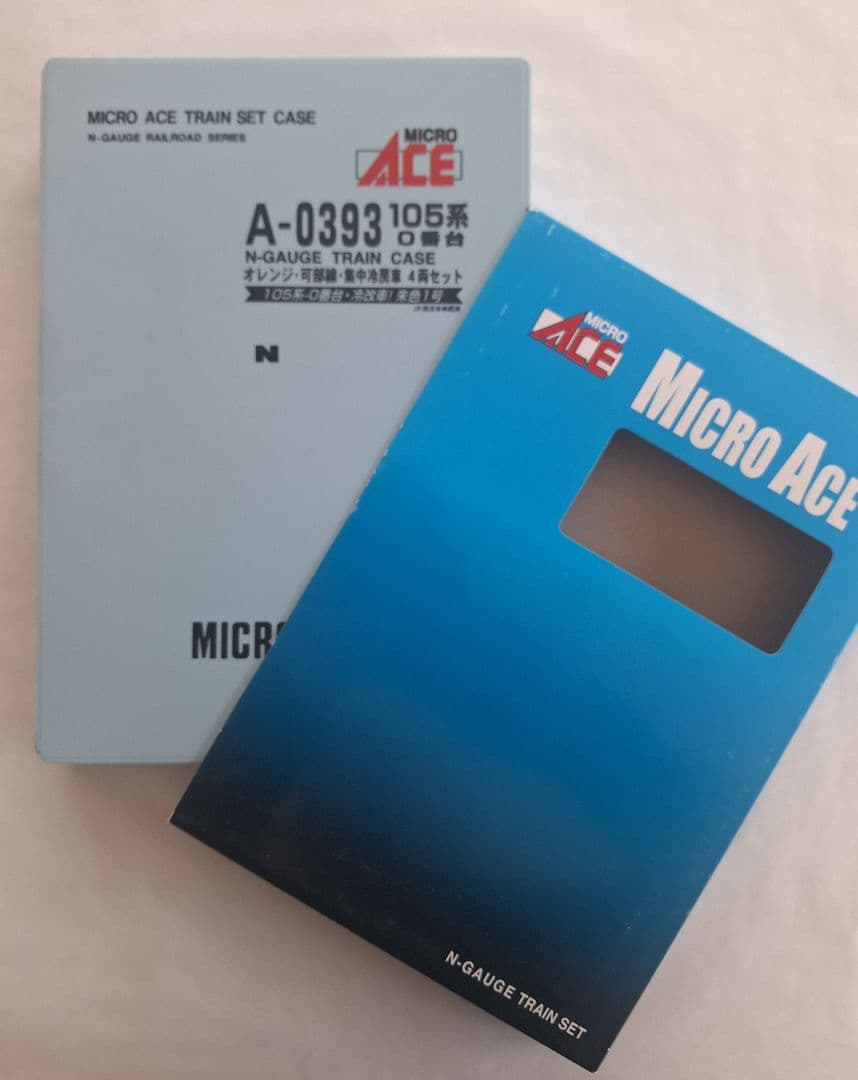 MICRO ACE TRAIN SET CASE
N-GAUGE RAILROAD SERIES
MICRO
ACE
A-0393 105系
0番台
N-GAUGE TRAIN CASE
オレンジ・可部線・集中冷房車 4両セット
105系-0番台・冷改車! 朱色1号
N
MICR
MICRO
ACE
MICRO ACE
N-GAUGE TRAIN SET